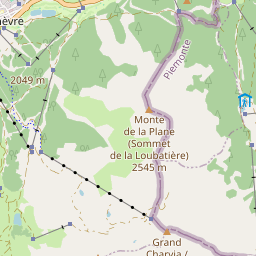 èvre
2049 m
Piemonte
Monte
de la Plane
(Sommet
de la Loubatière)
2545 m
Grand
Charvia /